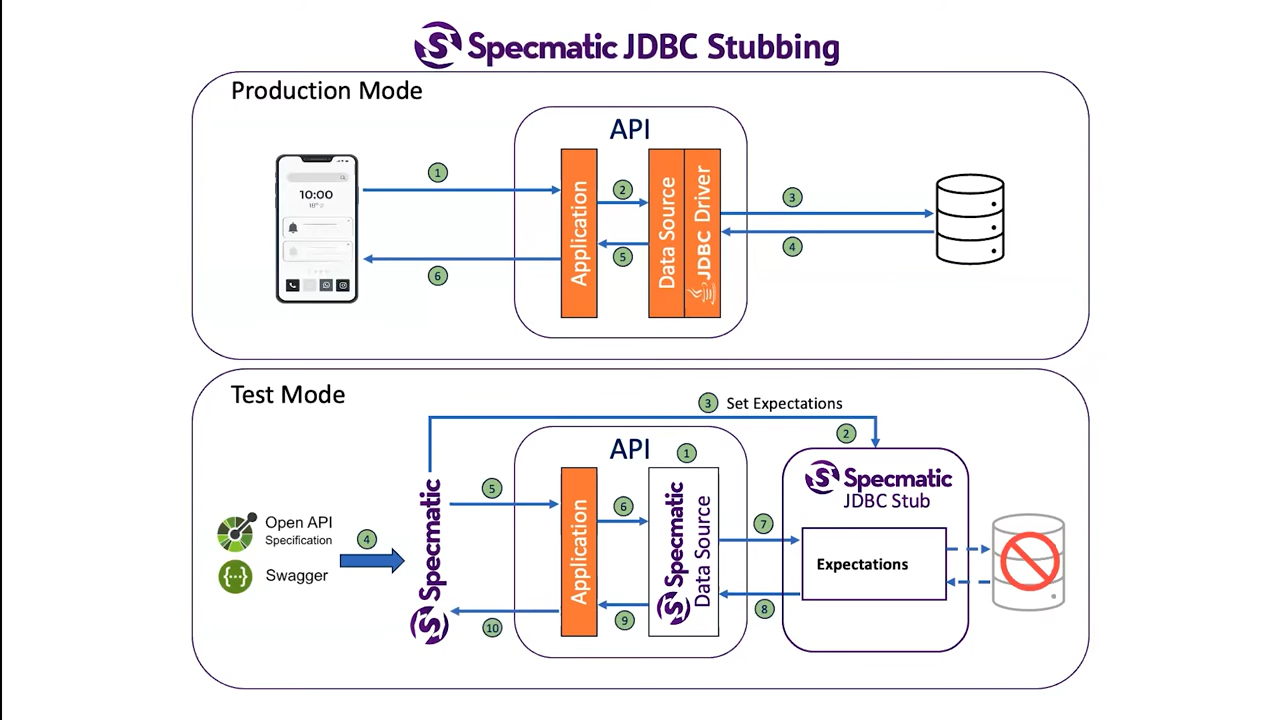 Specmatic JDBC Stubbing
Production Mode
API
10:00
1
2
3
4
5
6
Application
Data Source
JDBC Driver
Test Mode
3 Set Expectations
2
API
1
Specmatic
JDBC Stub
Open API
Specification
Swagger
4
Specmatic
5
6
7
8
9
10
Application
Specmatic
Data Source
Expectations